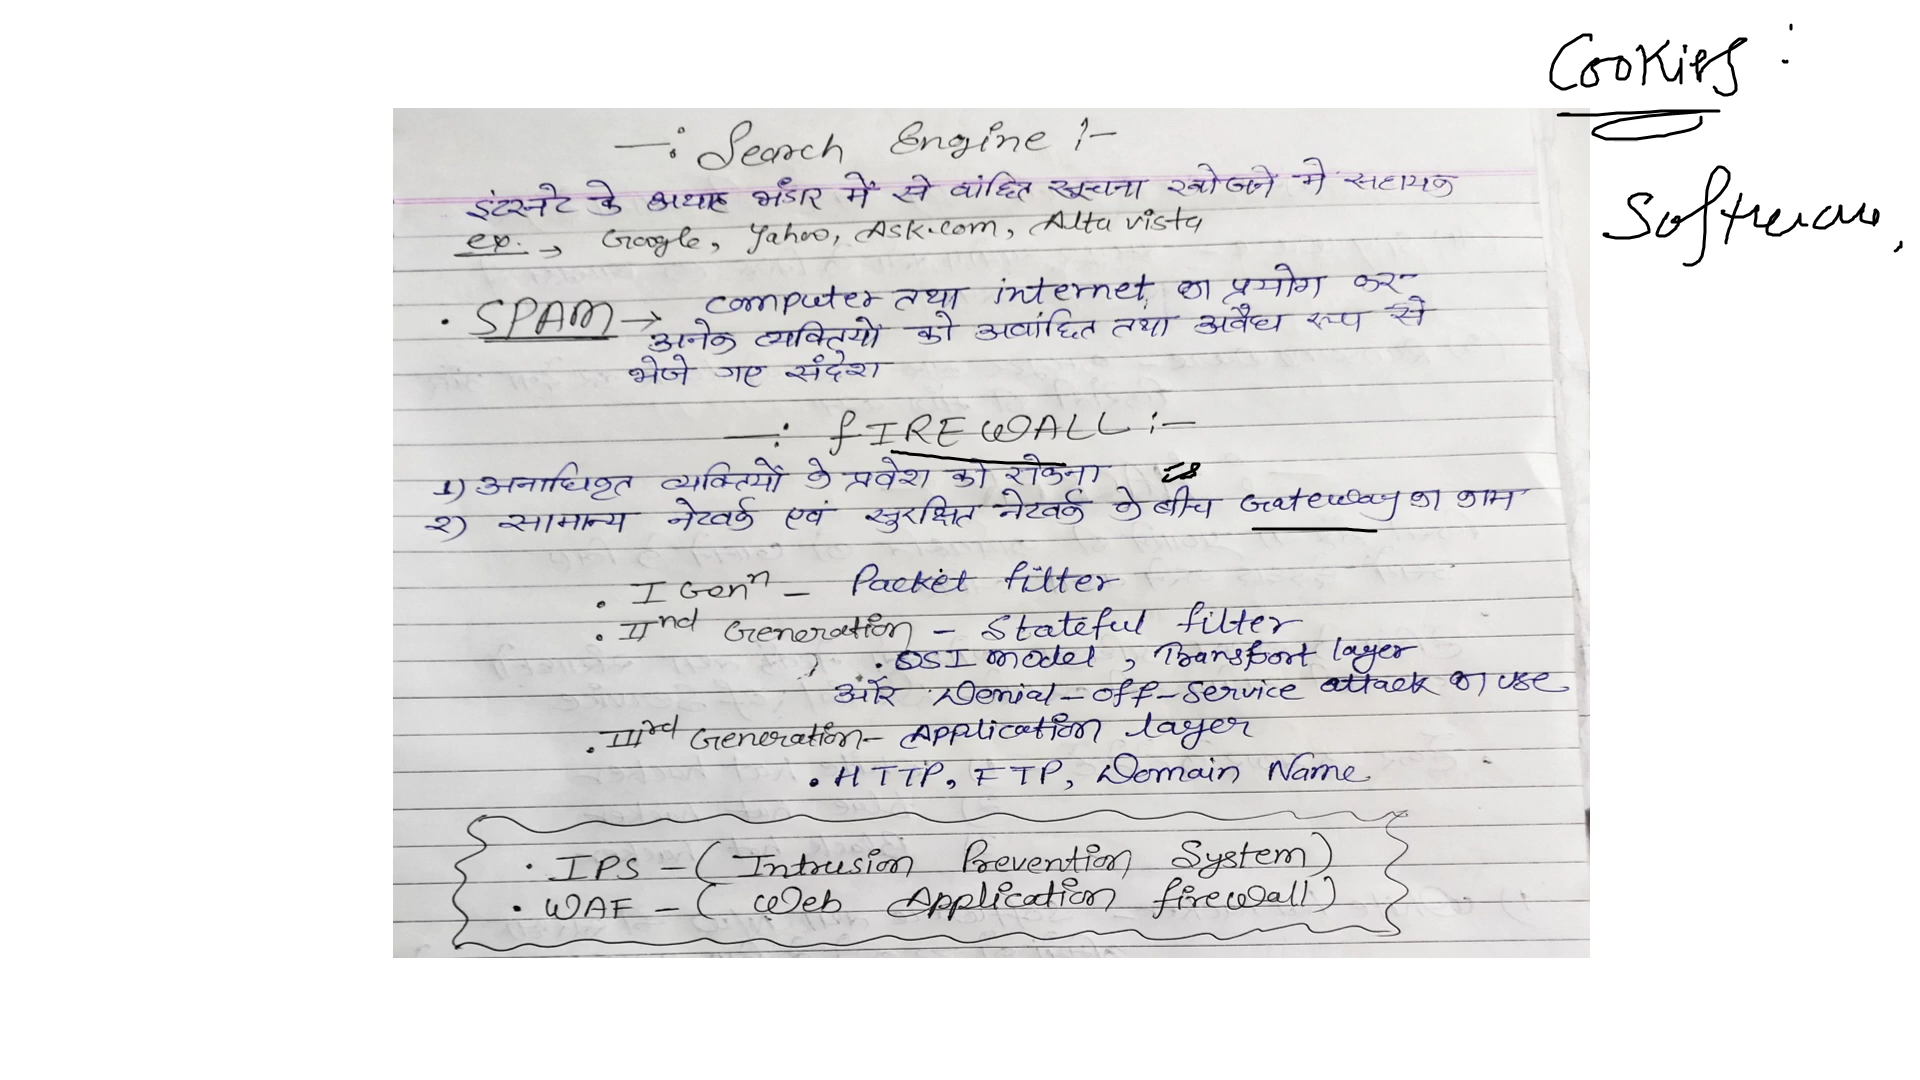 Cookies :
Software,
—: Search Engine :-
इंटरनेट के अथाह भंडार में से वांछित सूचना खोजने में सहायक
ex. → Google, Yahoo, Ask.com, Alta vista
• SPAM → computer तथा internet का प्रयोग कर
अनेक व्यक्तियों को अवांछित तथा अवैध रूप से
भेजे गए संदेश
—: fIREWALL :-
1) अनाधिकृत व्यक्तियों के प्रवेश को रोकना
२) सामान्य नेटवर्क एवं सुरक्षित नेटवर्क के बीच Gateway का काम
• I Genⁿ – Packet filter
• IInd Generation – Stateful filter
• OSI model, Transport layer
और Denial-off-Service attack का use
• IIIrd Generation – Application layer
• HTTP, FTP, Domain Name
• IPS – (Intrusion Prevention System)
• WAF – (Web Application firewall)